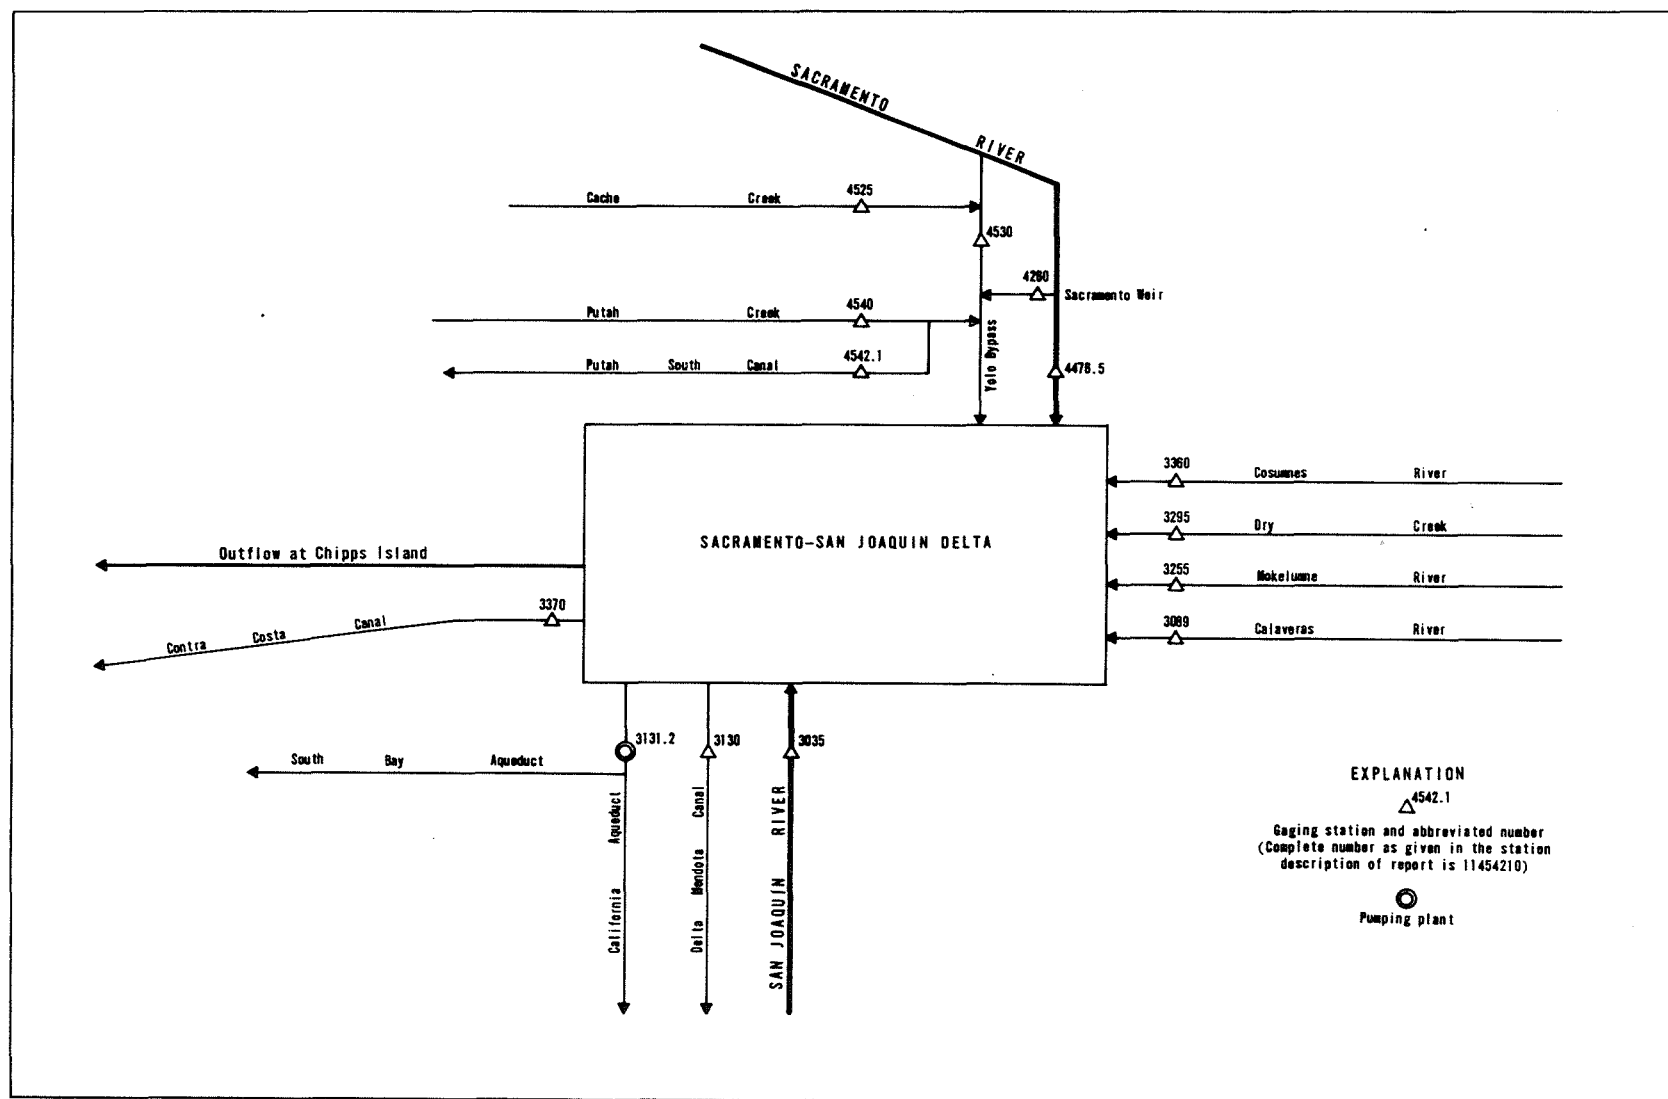 SACRAMENTO RIVER
Cache Creek 4525
4530
4260
Sacramento Weir
Putah Creek 4540
Putah South Canal 4542.1
Yolo Bypass
4476.5
3360 Cosumnes River
3295 Dry Creek
SACRAMENTO-SAN JOAQUIN DELTA
Outflow at Chipps Island
3255 Mokelumne River
3370
Contra Costa Canal
3089 Calaveras River
3131.2
3130
3035
South Bay Aqueduct
California Aqueduct
Delta Mendota Canal
SAN JOAQUIN RIVER
EXPLANATION
4542.1
Gaging station and abbreviated number
(Complete number as given in the station
description of report is 11454210)
Pumping plant